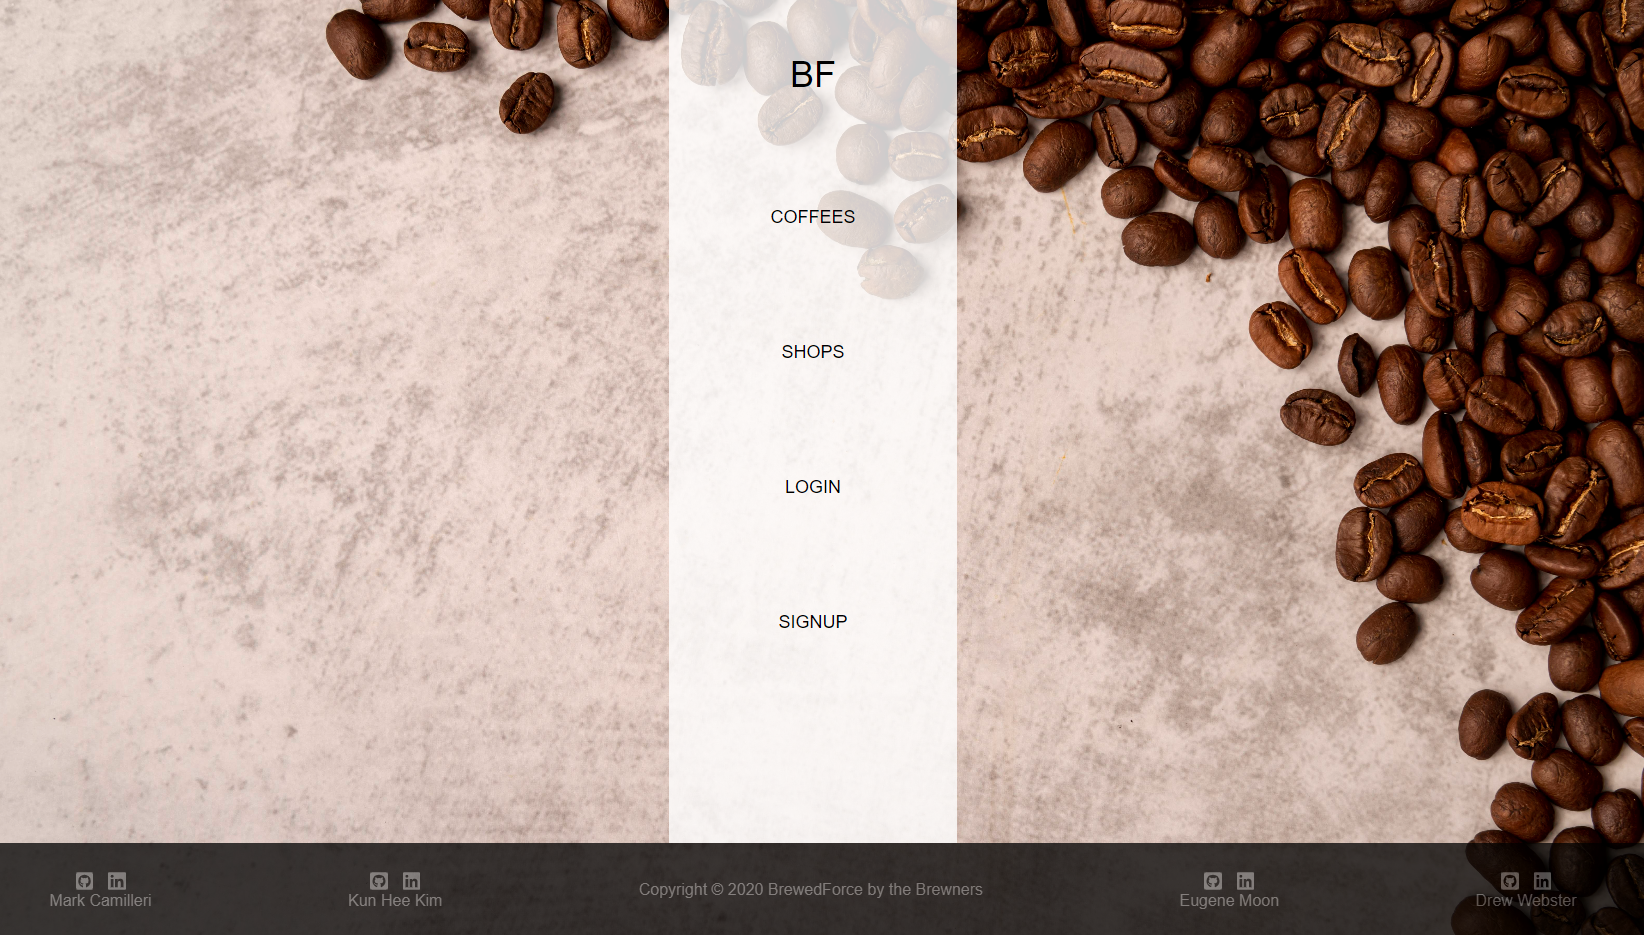 BF
COFFEES
SHOPS
LOGIN
SIGNUP
Mark Camilleri
Kun Hee Kim
Copyright © 2020 BrewedForce by the Brewners
Eugene Moon
Drew Webster